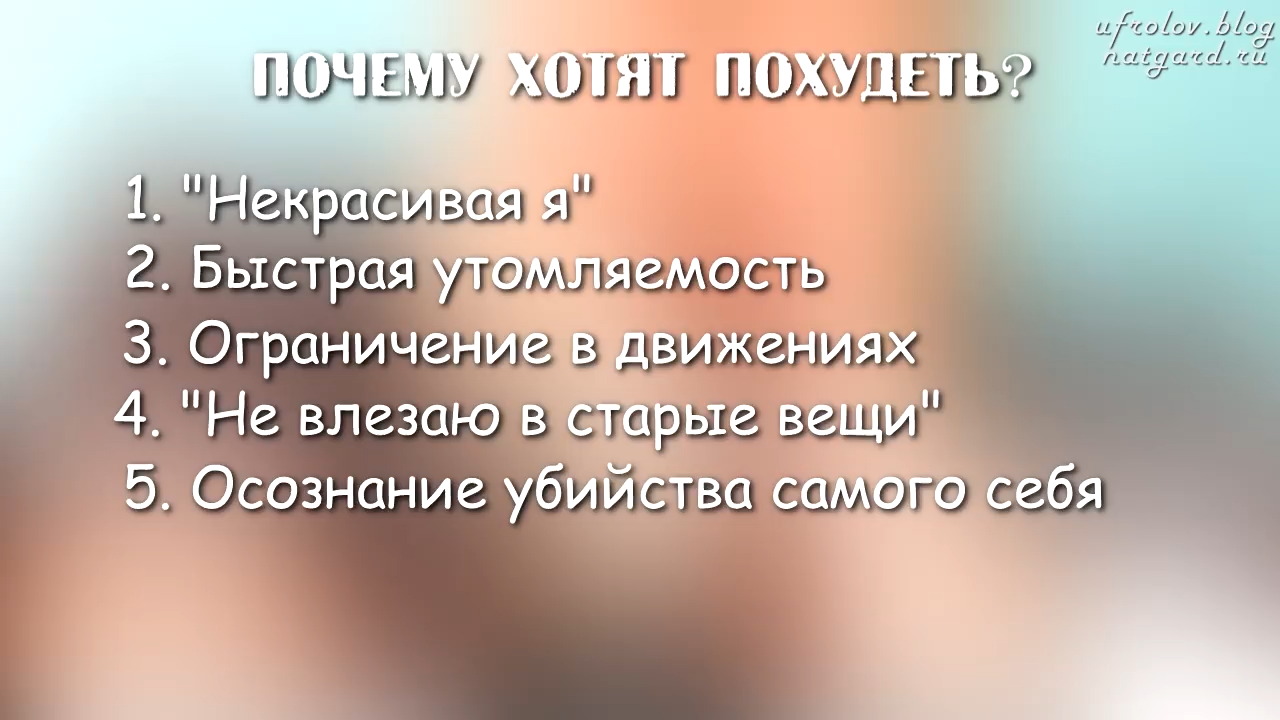 ufrolov.blog
natgard.ru
ПОЧЕМУ ХОТЯТ ПОХУДЕТЬ?
1. "Некрасивая я"
2. Быстрая утомляемость
3. Ограничение в движениях
4. "Не влезаю в старые вещи"
5. Осознание убийства самого себя